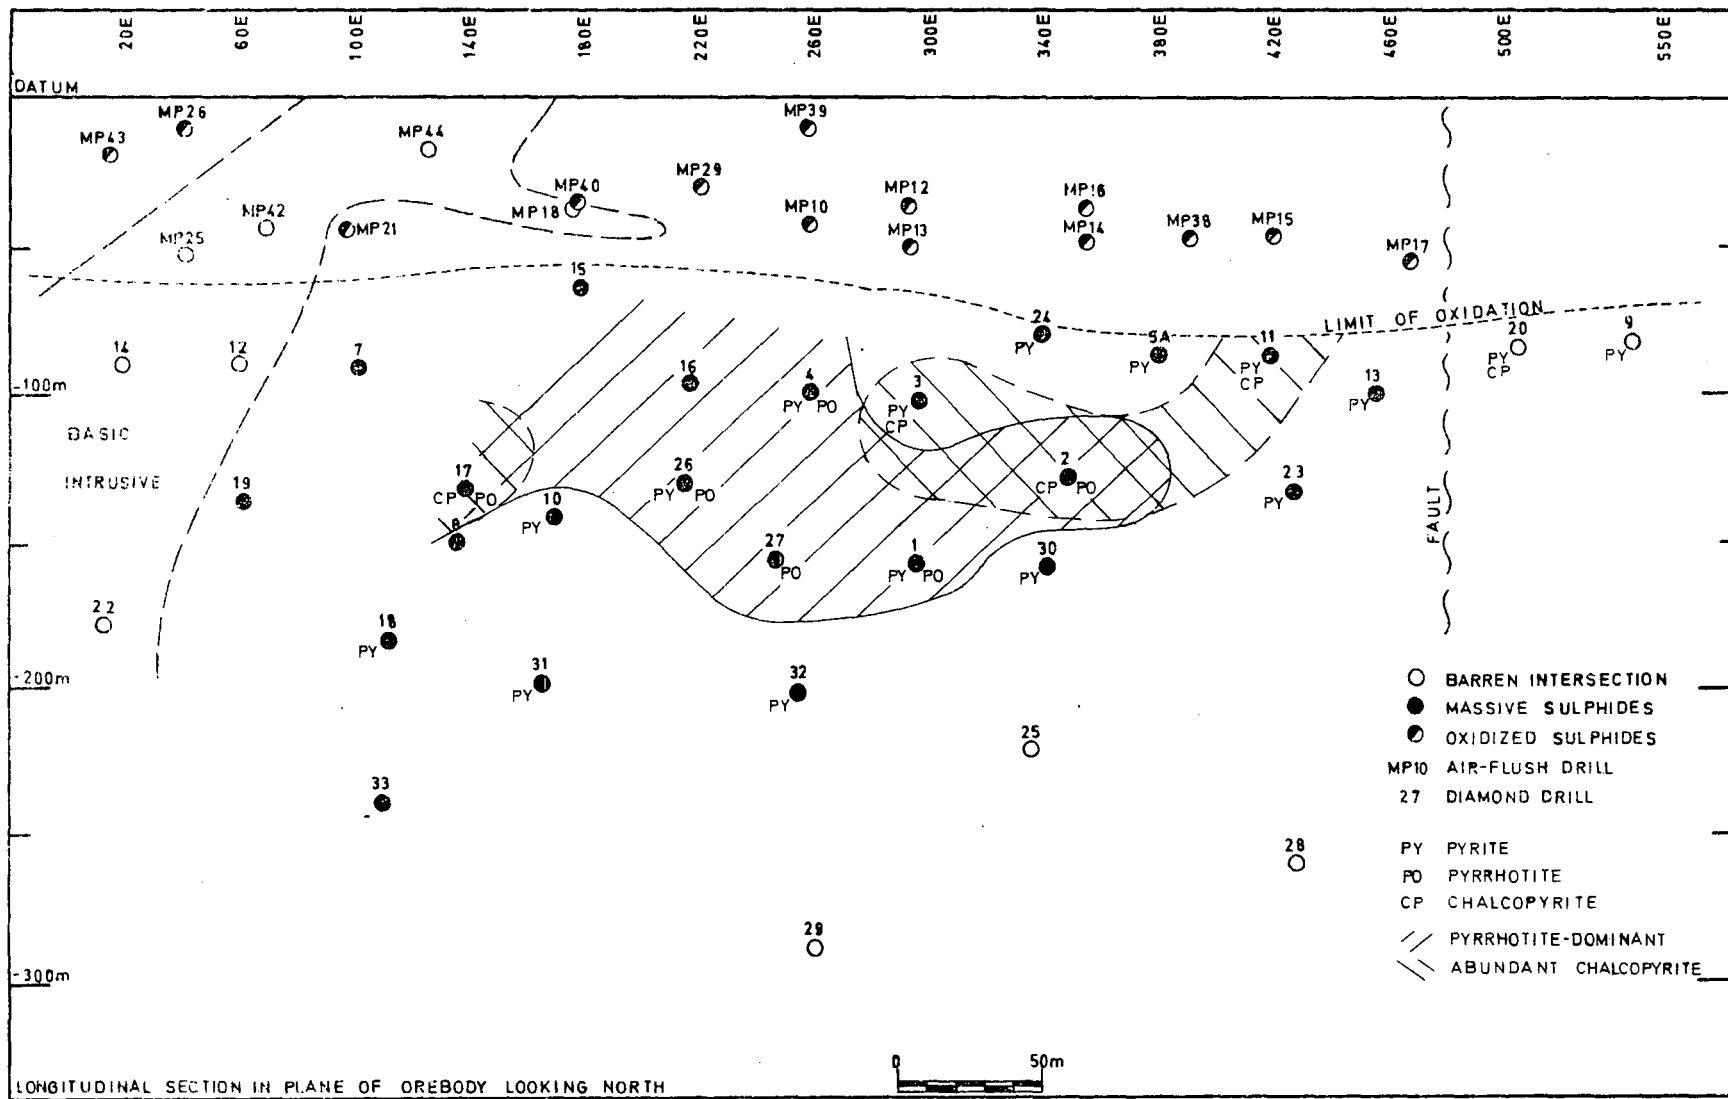 20E 60E 100E 140E 180E 220E 260E 300E 340E 380E 420E 460E 500E 550E
DATUM
MP26
MP39
MP43
MP44
MP29
MP40
MP12
MP16
MP42
MP18
MP10
MP21
MP13
MP14
MP38
MP15
MP25
MP17
15
LIMIT OF OXIDATION
24
PY
5A
PY
11
PY
CP
20
PY
CP
9
PY
14
12
7
16
4
PY PO
3
PY
CP
13
PY
-100m
BASIC
INTRUSIVE
17
CP PO
26
PY PO
2
CP PO
23
PY
19
10
PY
8
FAULT
27
PO
1
PY PO
30
PY
22
18
PY
31
PY
32
PY
-200m
25
33
28
29
-300m
BARREN INTERSECTION
MASSIVE SULPHIDES
OXIDIZED SULPHIDES
MP10 AIR-FLUSH DRILL
27 DIAMOND DRILL
PY PYRITE
PO PYRRHOTITE
CP CHALCOPYRITE
PYRRHOTITE-DOMINANT
ABUNDANT CHALCOPYRITE
0 50m
LONGITUDINAL SECTION IN PLANE OF OREBODY LOOKING NORTH